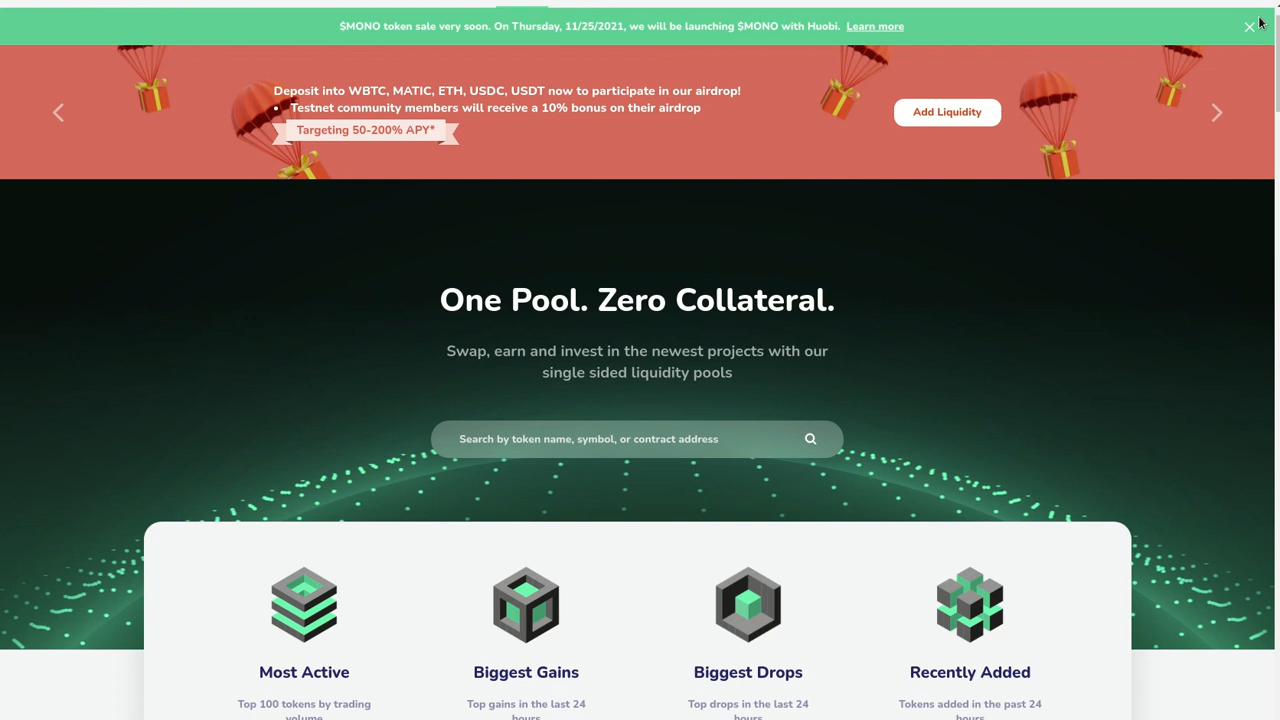 $MONO token sale very soon. On Thursday, 11/25/2021, we will be launching $MONO with Huobi. Learn more
Deposit into WBTC, MATIC, ETH, USDC, USDT now to participate in our airdrop!
• Testnet community members will receive a 10% bonus on their airdrop
Targeting 50-200% APY*
Add Liquidity
One Pool. Zero Collateral.
Swap, earn and invest in the newest projects with our
single sided liquidity pools
Search by token name, symbol, or contract address
Most Active
Biggest Gains
Biggest Drops
Recently Added
Top 100 tokens by trading
volume
Top gains in the last 24
hours
Top drops in the last 24
hours
Tokens added in the past 24
hours